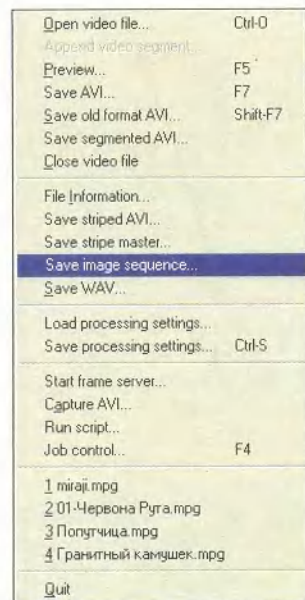 Open video file... Ctrl-O
Append video segment...
Preview... F5
Save AVI... F7
Save old format AVI... Shift-F7
Save segmented AVI...
Close video file
File Information...
Save striped AVI...
Save stripe master...
Save image sequence...
Save WAV...
Load processing settings...
Save processing settings... Ctrl-S
Start frame server...
Capture AVI...
Run script...
Job control... F4
1 miraji.mpg
2 01-Червона Рута.mpg
3 Попутчица.mpg
4 Гранитный камушек.mpg
Quit